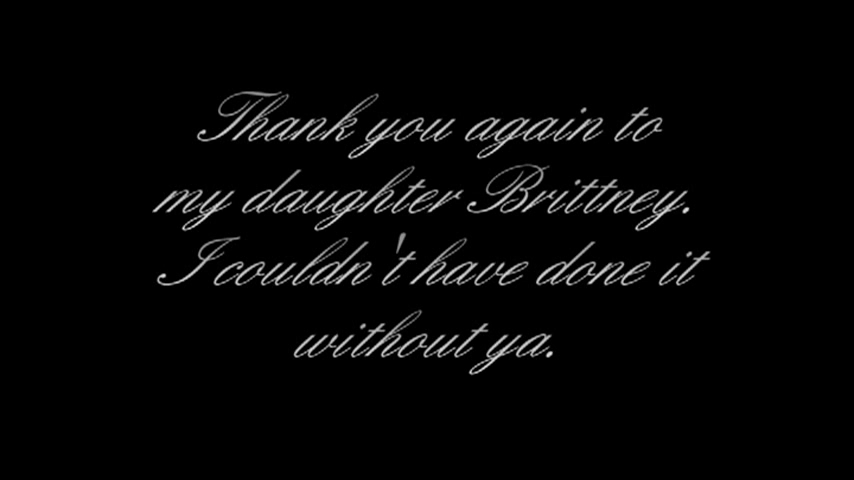 Thank you again to
my daughter Brittney.
I couldn't have done it
without ya.